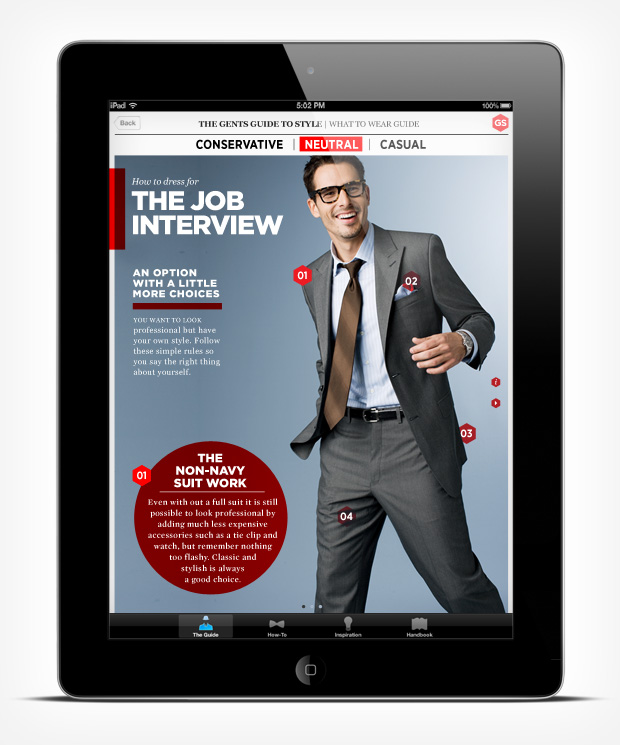 iPad 5:02 PM 100%
Back THE GENTS GUIDE TO STYLE | WHAT TO WEAR GUIDE GS
CONSERVATIVE | NEUTRAL | CASUAL
How to dress for
THE JOB
INTERVIEW
AN OPTION
WITH A LITTLE
MORE CHOICES
YOU WANT TO LOOK
professional but have
your own style. Follow
these simple rules so
you say the right thing
about yourself.
01
02
i
03
04
01
THE
NON-NAVY
SUIT WORK
Even with out a full suit it is still
possible to look professional by
adding much less expensive
accessories such as a tie clip and
watch, but remember nothing
too flashy. Classic and
stylish is always
a good choice.
The Guide How-To Inspiration Handbook